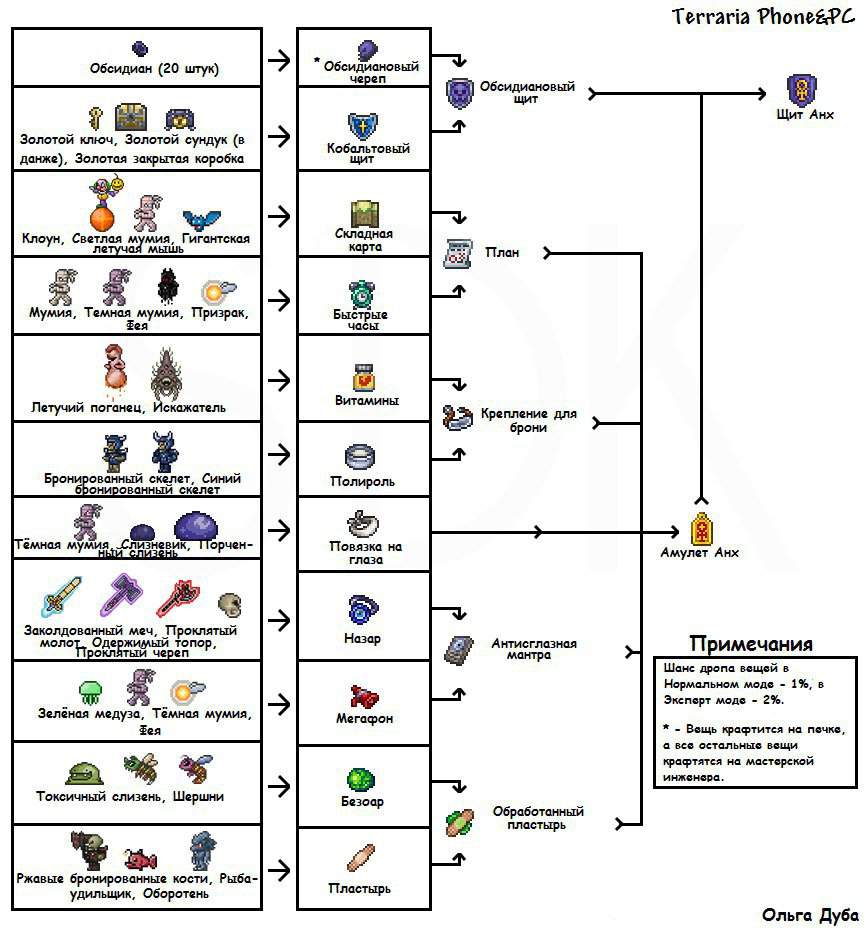 Terraria Phone&PC
Обсидиан (20 штук)
* Обсидиановый
череп
Обсидиановый
щит
Щит Анх
Золотой ключ, Золотой сундук (в
данже), Золотая закрытая коробка
Кобальтовый
щит
Клоун, Светлая мумия, Гигантская
летучая мышь
Складная
карта
План
Мумия, Темная мумия, Призрак,
Фея
Быстрые
часы
Летучий поганец, Искажатель
Витамины
Крепление для
брони
Бронированный скелет, Синий
бронированный скелет
Полироль
Тёмная мумия, Слизневик, Порчен-
ный слизень
Повязка на
глаза
Амулет Анх
Заколдованный меч, Проклятый
молот, Одержимый топор,
Проклятый череп
Назар
Антисглазная
мантра
Зелёная медуза, Тёмная мумия,
Фея
Мегафон
Токсичный слизень, Шершни
Безоар
Обработанный
пластырь
Ржавые бронированные кости, Рыба-
удильщик, Оборотень
Пластырь
Примечания
Шанс дропа вещей в
Нормальном моде - 1%, в
Эксперт моде - 2%.
* - Вещь крафтится на печке,
а все остальные вещи
крафтятся на мастерской
инженера.
Ольга Дуба